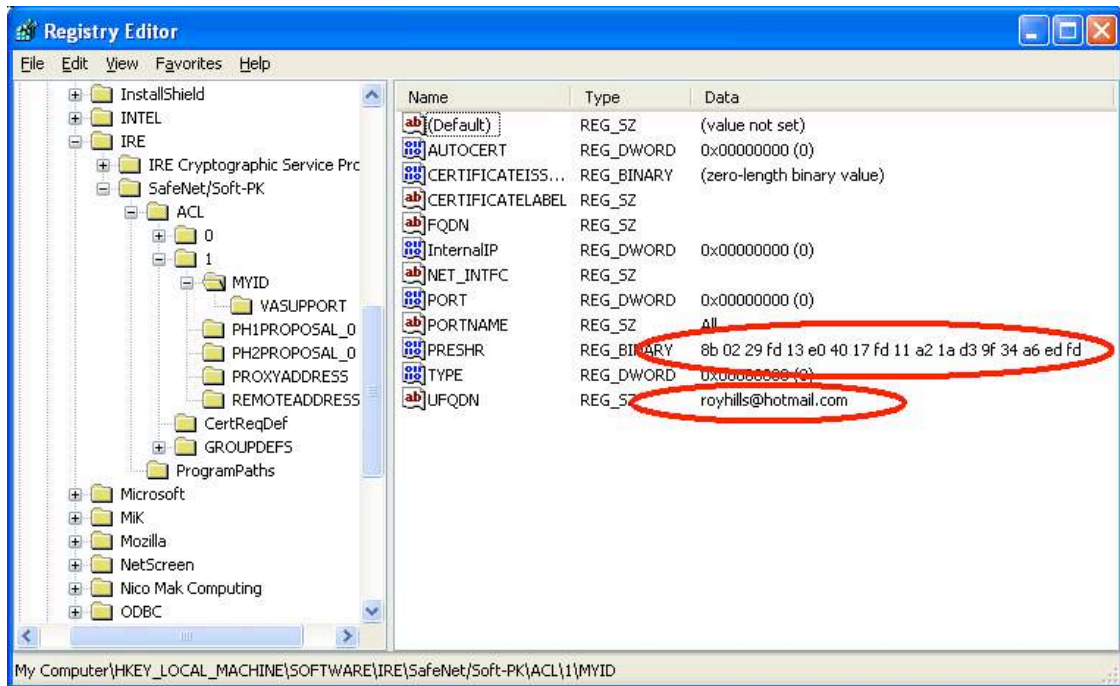 Registry Editor
File Edit View Favorites Help
InstallShield
INTEL
IRE
IRE Cryptographic Service Prc
SafeNet/Soft-PK
ACL
0
1
MYID
VASUPPORT
PH1PROPOSAL_0
PH2PROPOSAL_0
PROXYADDRESS
REMOTEADDRESS
CertReqDef
GROUPDEFS
ProgramPaths
Microsoft
MiK
Mozilla
NetScreen
Nico Mak Computing
ODBC
Name Type Data
(Default) REG_SZ (value not set)
AUTOCERT REG_DWORD 0x00000000 (0)
CERTIFICATEISS... REG_BINARY (zero-length binary value)
CERTIFICATELABEL REG_SZ
FQDN REG_SZ
InternalIP REG_DWORD 0x00000000 (0)
NET_INTFC REG_SZ
PORT REG_DWORD 0x00000000 (0)
PORTNAME REG_SZ All
PRESHR REG_BINARY 8b 02 29 fd 13 e0 40 17 fd 11 a2 1a d3 9f 34 a6 ed fd
TYPE REG_DWORD 0x00000000 (0)
UFQDN REG_SZ royhills@hotmail.com
My Computer\HKEY_LOCAL_MACHINE\SOFTWARE\IRE\SafeNet/Soft-PK\ACL\1\MYID